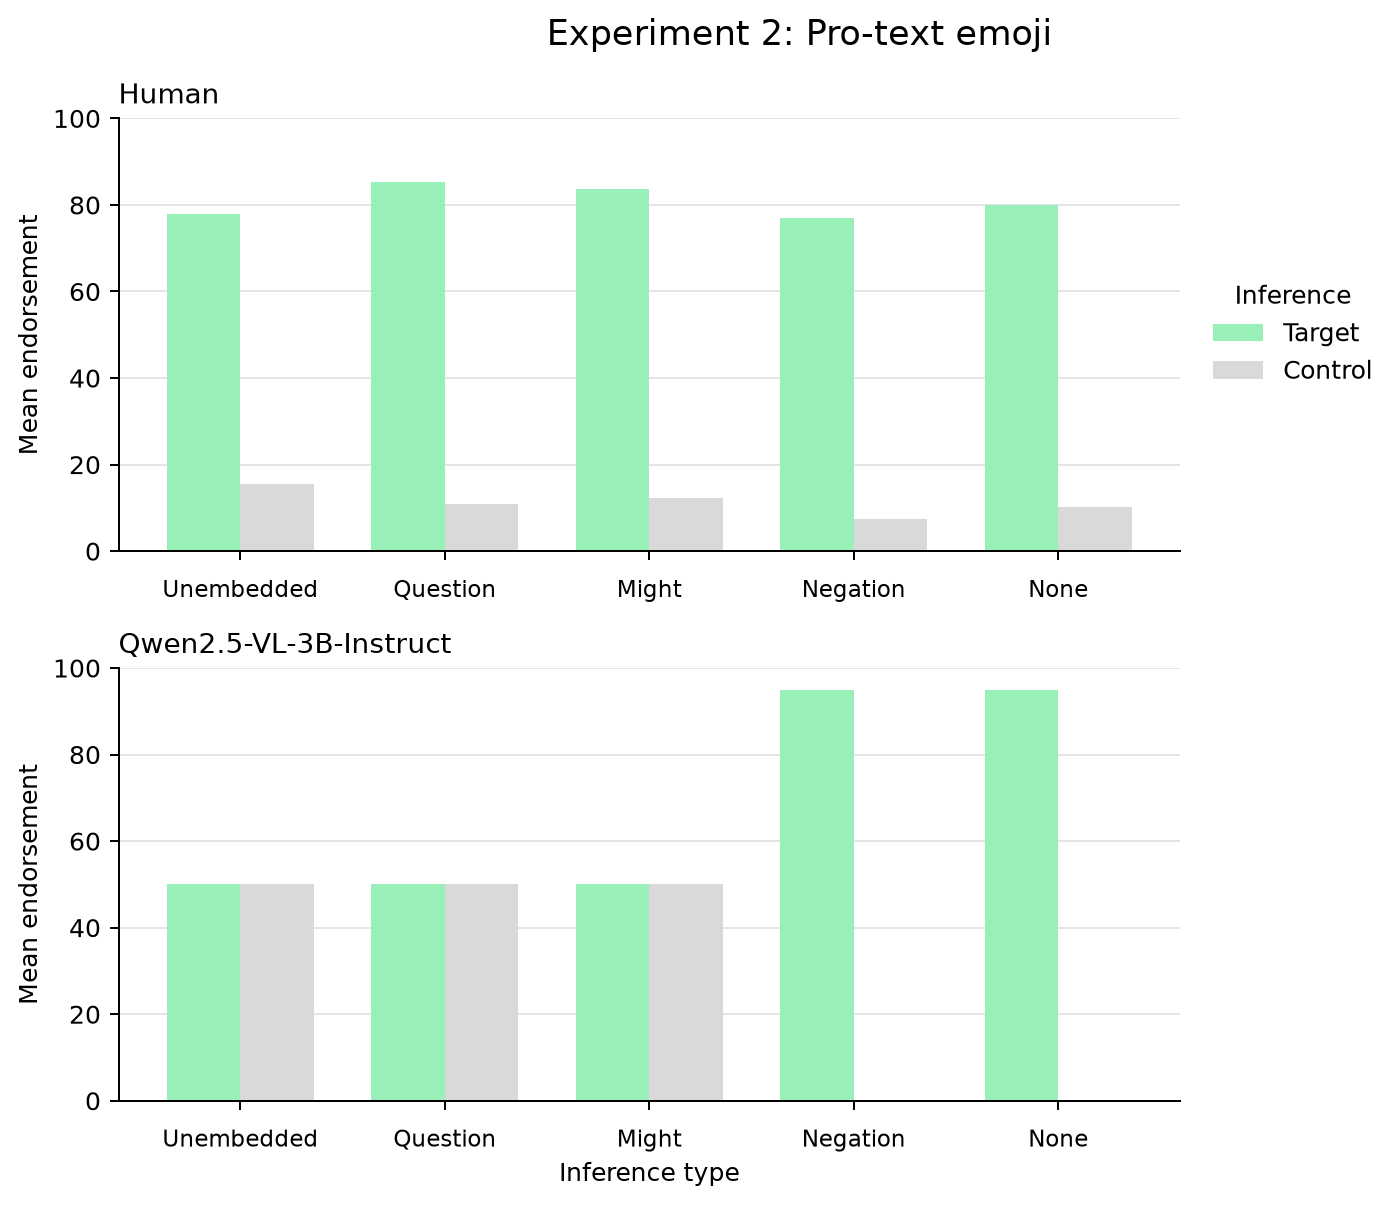 Experiment 2: Pro-text emoji
Human
100
80
60
40
20
0
Mean endorsement
Unembedded Question Might Negation None
Inference
Target
Control
Qwen2.5-VL-3B-Instruct
100
80
60
40
20
0
Mean endorsement
Unembedded Question Might Negation None
Inference type